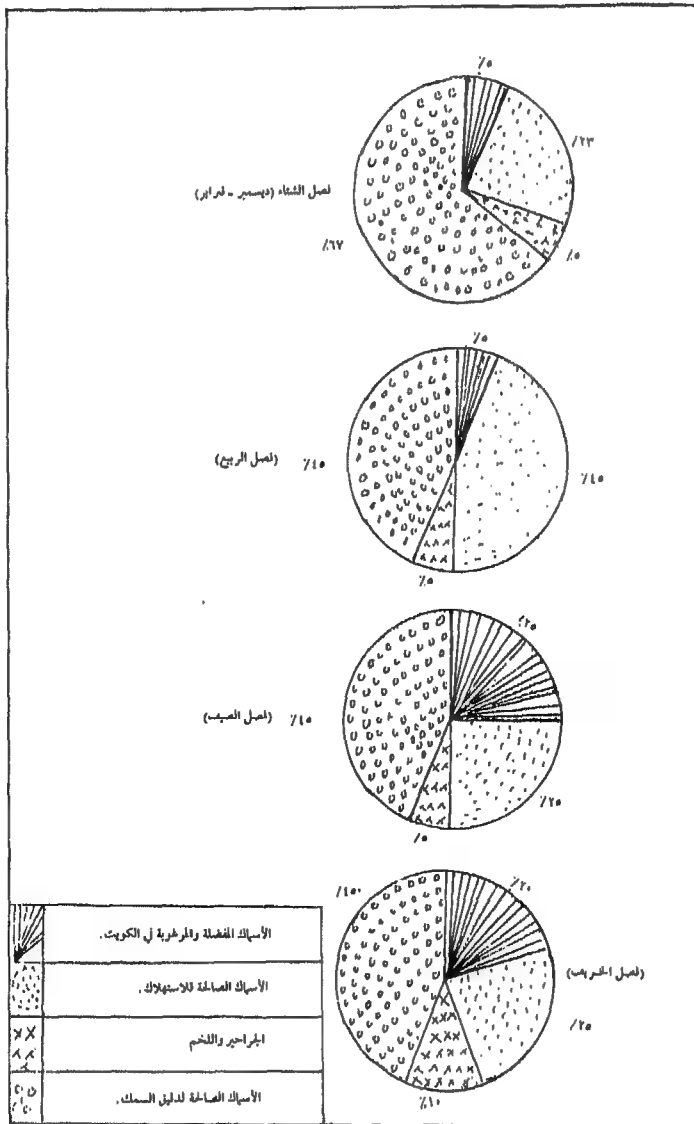 ٪٥
٪٢٣
فصل الشتاء (ديسمبر - فبراير)
٪٦٧
٪٥
٪٥
(فصل الربيع)
٪٤٥
٪٤٥
٪٥
٪٢٥
(فصل الصيف)
٪٤٥
٪٢٥
٪٥
٪٤٥
٪٢٠
(فصل الخريف)
٪٢٥
٪١٠
الأسماك المفضلة والمرغوبة في الكويت.
الأسماك الصالحة للاستهلاك.
الجراجير واللخم
الأسماك الصالحة لدقيق السمك.